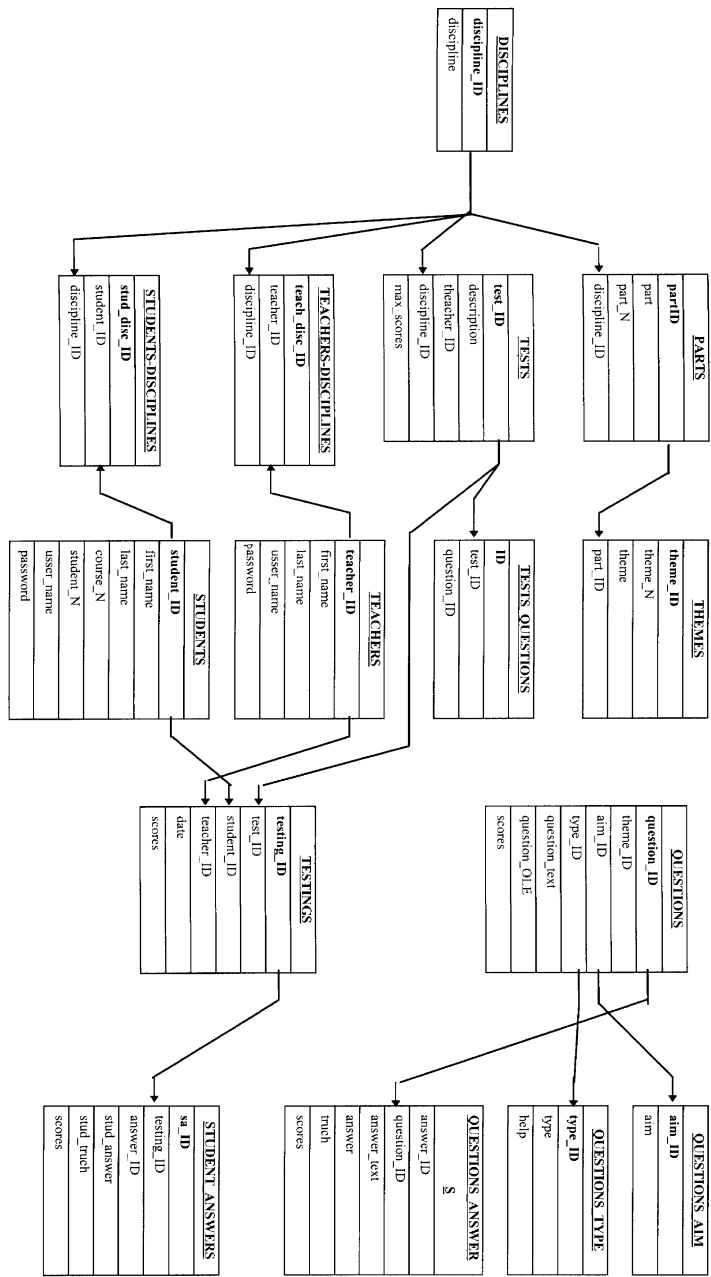 DISCIPLINES
discipline_ID
discipline
PARTS
partID
part
part_N
discipline_ID
TESTS
test_ID
description
theacher_ID
discipline_ID
max_scores
TEACHERS-DISCIPLINES
teach_disc_ID
teacher_ID
discipline_ID
STUDENTS-DISCIPLINES
stud_disc_ID
student_ID
discipline_ID
THEMES
theme_ID
theme_N
theme
part_ID
TESTS_QUESTIONS
ID
test_ID
question_ID
TEACHERS
teacher_ID
first_name
last_name
usser_name
password
STUDENTS
student_ID
first_name
last_name
course_N
student_N
usser_name
password
QUESTIONS
question_ID
theme_ID
aim_ID
type_ID
question_text
question_OLE
scores
TESTINGS
testing_ID
test_ID
student_ID
teacher_ID
date
scores
QUESTIONS_AIM
aim_ID
aim
QUESTIONS_TYPE
type_ID
type
help
QUESTIONS_ANSWER
S
answer_ID
question_ID
answer_text
answer
truch
scores
STUDENT_ANSWERS
sa_ID
testing_ID
answer_ID
stud_answer
stud_truch
scores